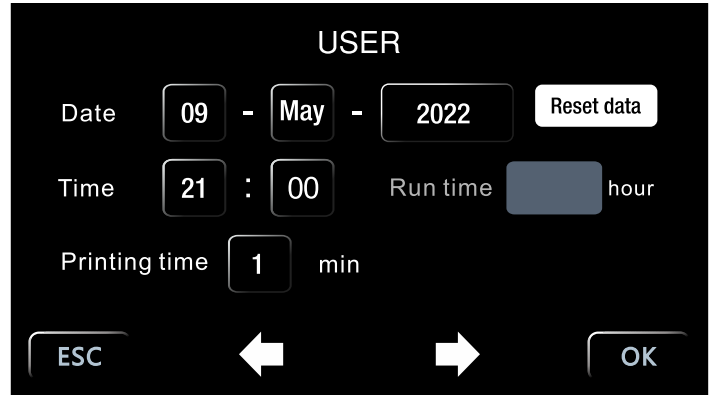 USER
Date 09 - May - 2022 Reset data
Time 21 : 00 Run time hour
Printing time 1 min
ESC OK